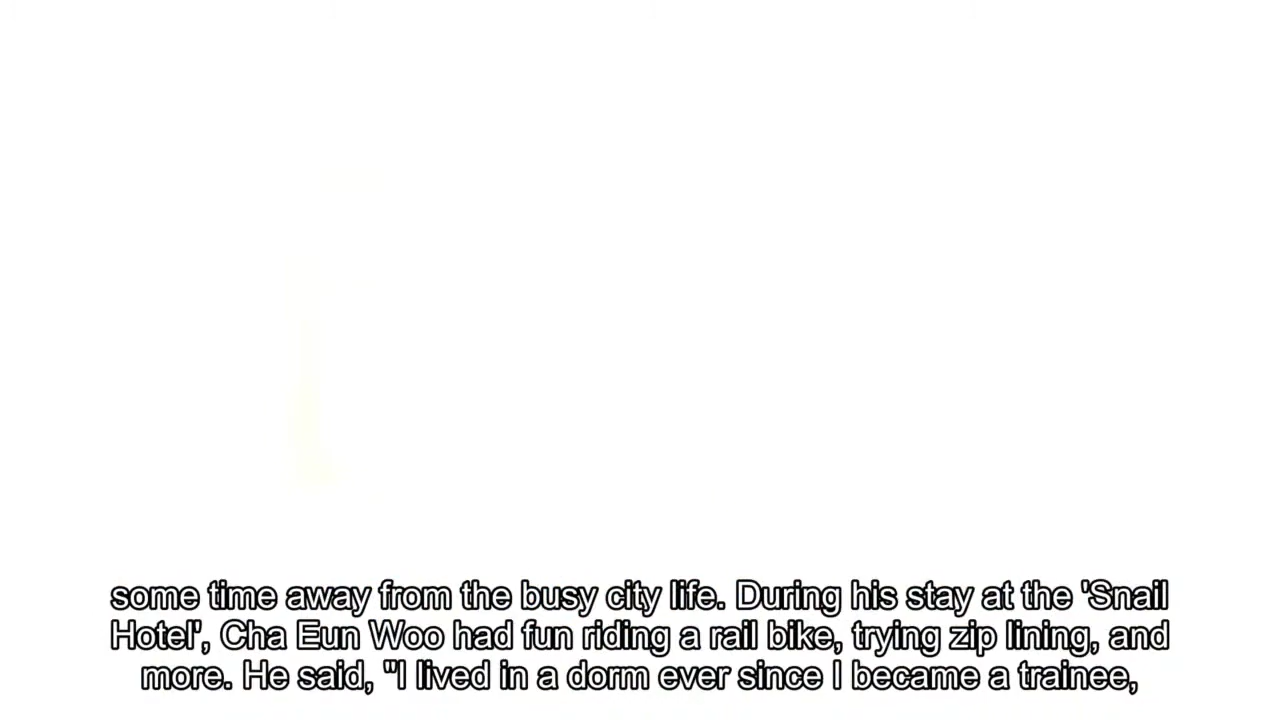 some time away from the busy city life. During his stay at the 'Snail
Hotel', Cha Eun Woo had fun riding a rail bike, trying zip lining, and
more. He said, "I lived in a dorm ever since I became a trainee,